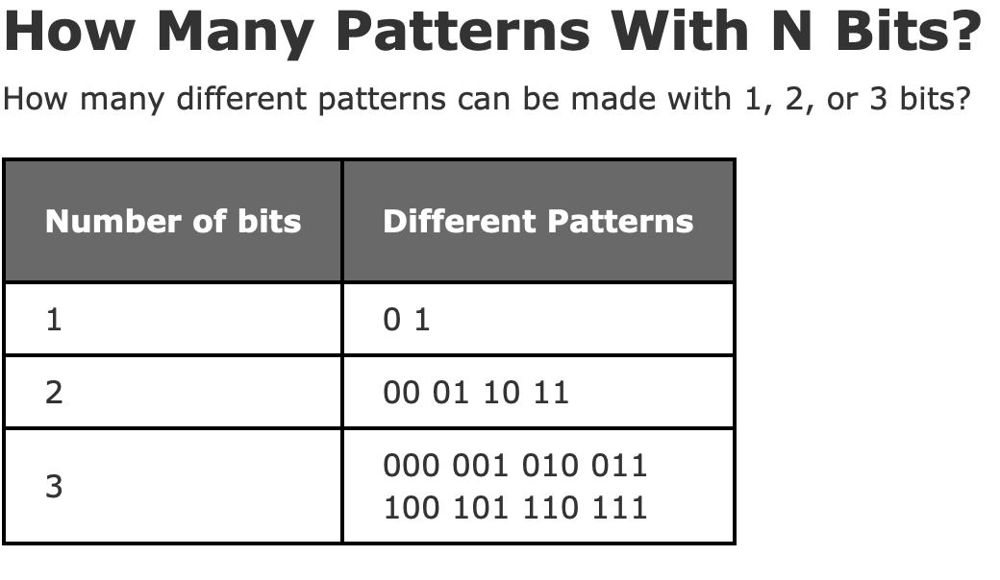 How Many Patterns With N Bits?
How many different patterns can be made with 1, 2, or 3 bits?
Number of bits Different Patterns
1 0 1
2 00 01 10 11
3 000 001 010 011
100 101 110 111